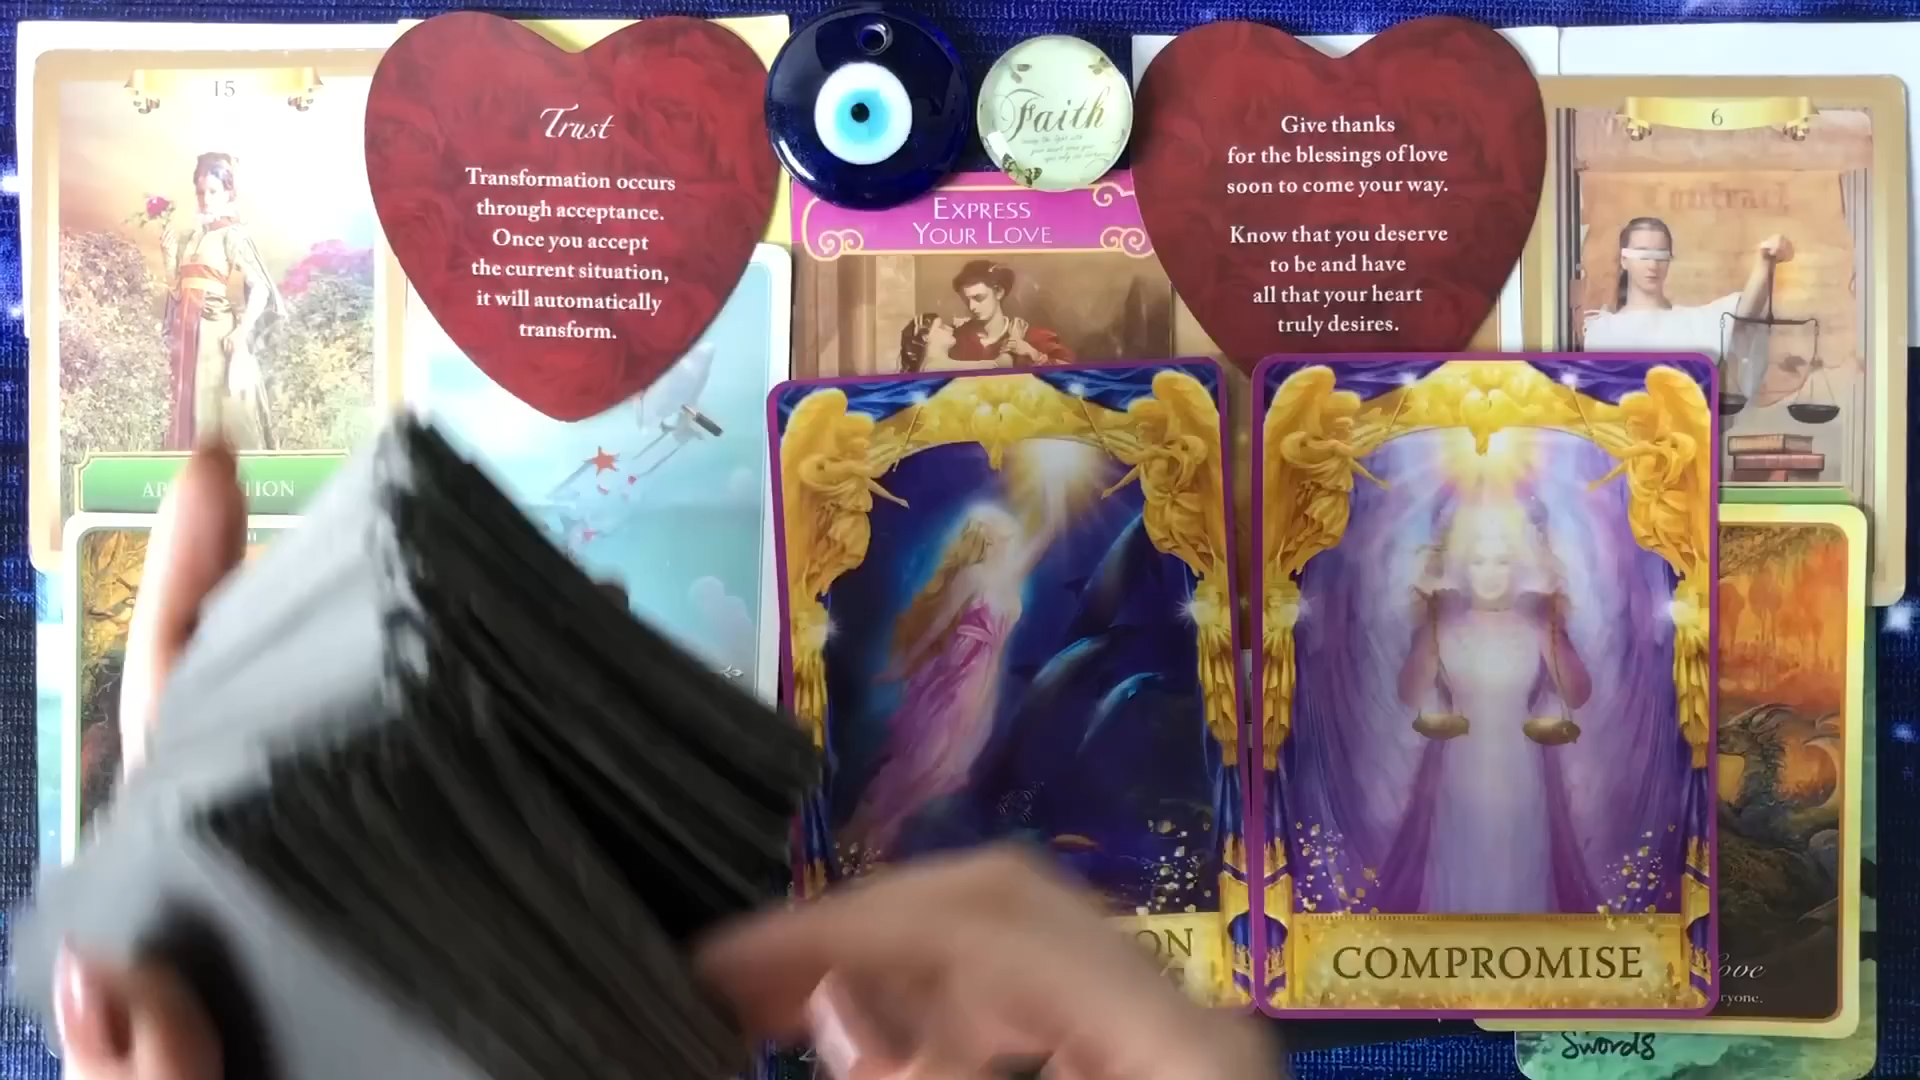 15
Trust
Transformation occurs
through acceptance.
Once you accept
the current situation,
it will automatically
transform.
Faith
EXPRESS
YOUR LOVE
Give thanks
for the blessings of love
soon to come your way.
Know that you deserve
to be and have
all that your heart
truly desires.
6
Contract
COMPROMISE
Swords